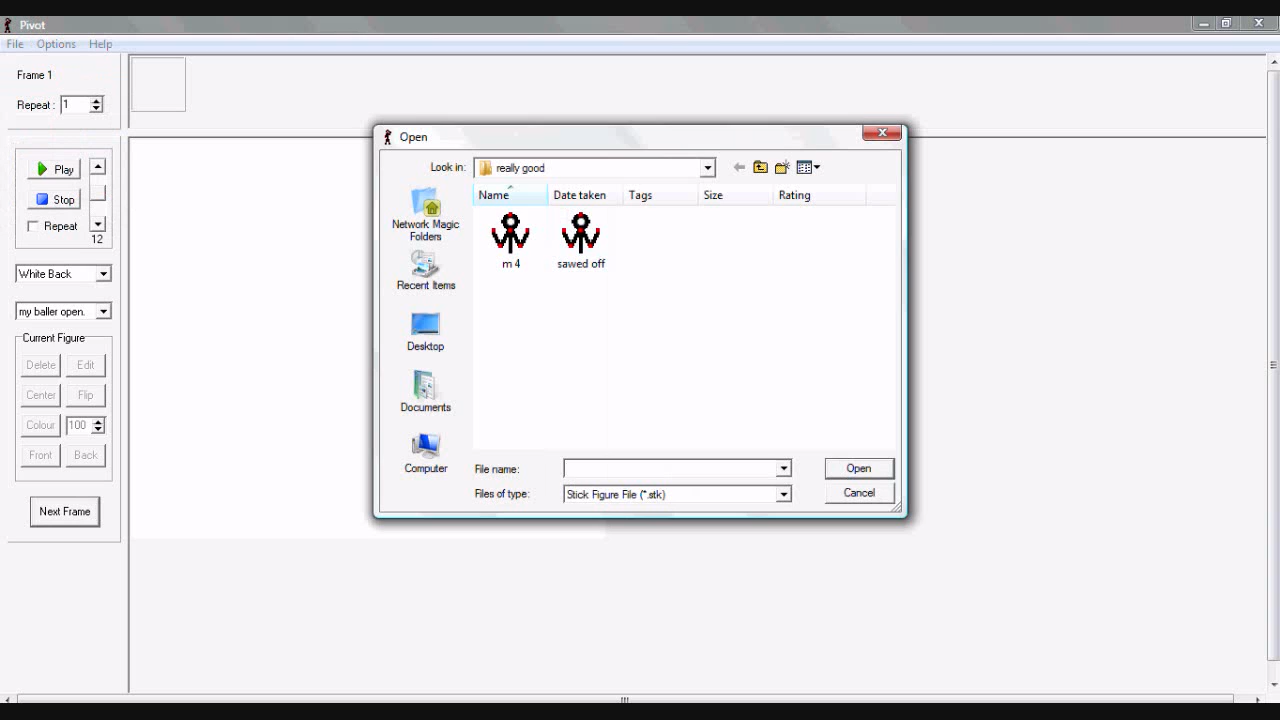 Pivot
File Options Help
Frame 1
Repeat : 1
Play
Stop
Repeat
12
White Back
my baller open.
Current Figure
Delete Edit
Center Flip
Colour 100
Front Back
Next Frame
Open
Look in: really good
Name Date taken Tags Size Rating
Network Magic
Folders
Recent Items
Desktop
Documents
Computer
m 4 sawed off
File name: Open
Files of type: Stick Figure File (*.stk) Cancel